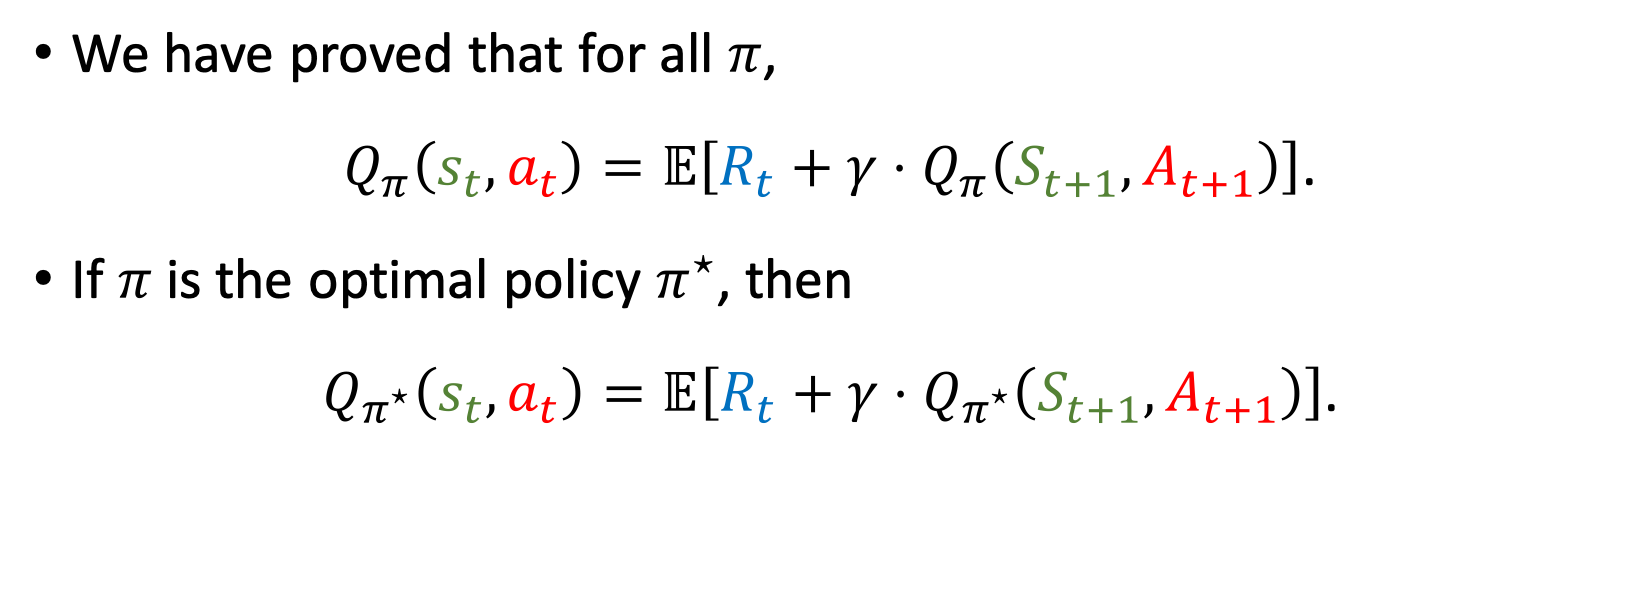 • We have proved that for all π,
Q_π(s_t, a_t) = 𝔼[R_t + γ · Q_π(S_{t+1}, A_{t+1})].
• If π is the optimal policy π⋆, then
Q_{π⋆}(s_t, a_t) = 𝔼[R_t + γ · Q_{π⋆}(S_{t+1}, A_{t+1})].